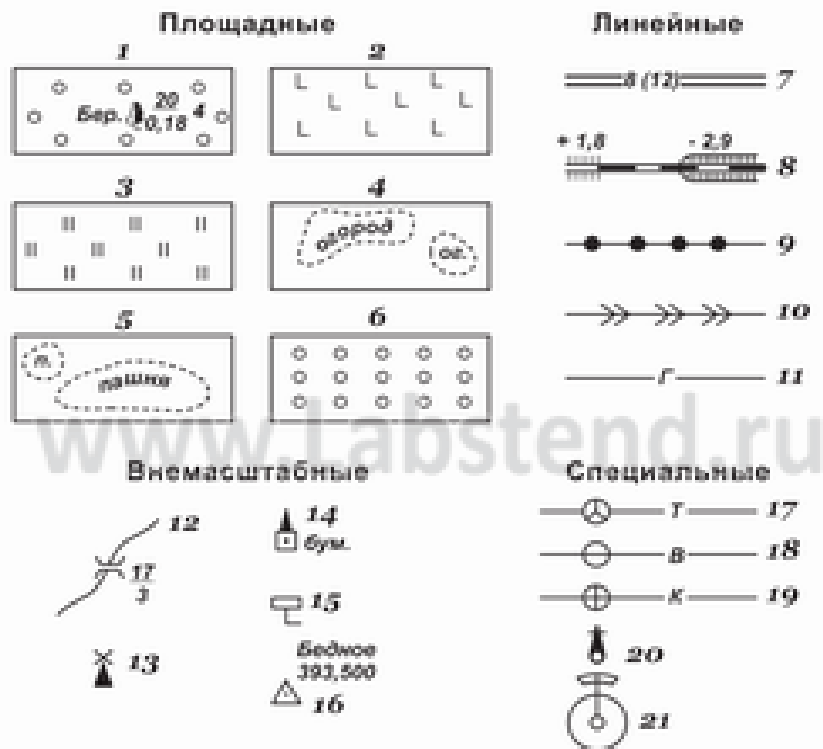 Площадные
Линейные
1
2
Бер. 20 4
0,18
8 (12) 7
+ 1,8 - 2,9
8
3
4
огород
ог.
9
10
5
6
п.
пашня
Г 11
www.Labstend.ru
Внемасштабные
Специальные
12
17
3
14
бум.
Т 17
В 18
15
К 19
13
Бедное
393,500
16
20
21